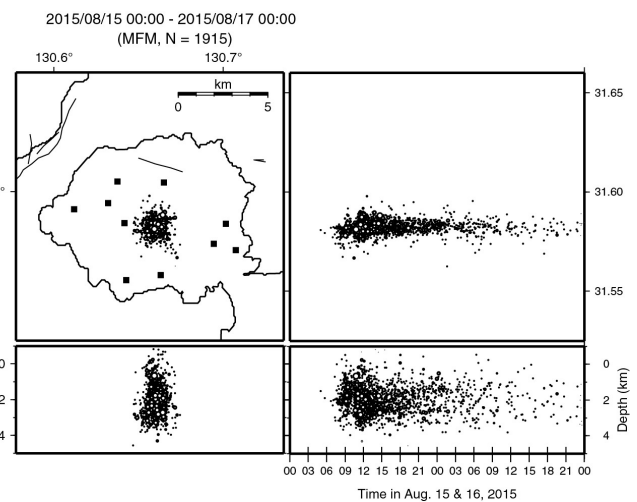 2015/08/15 00:00 - 2015/08/17 00:00
(MFM, N = 1915)
130.6° 130.7°
km
0 5
31.65
°
31.60
31.55
0 0
2 2
4 4
Depth (km)
00 03 06 09 12 15 18 21 00 03 06 09 12 15 18 21 00
Time in Aug. 15 & 16, 2015